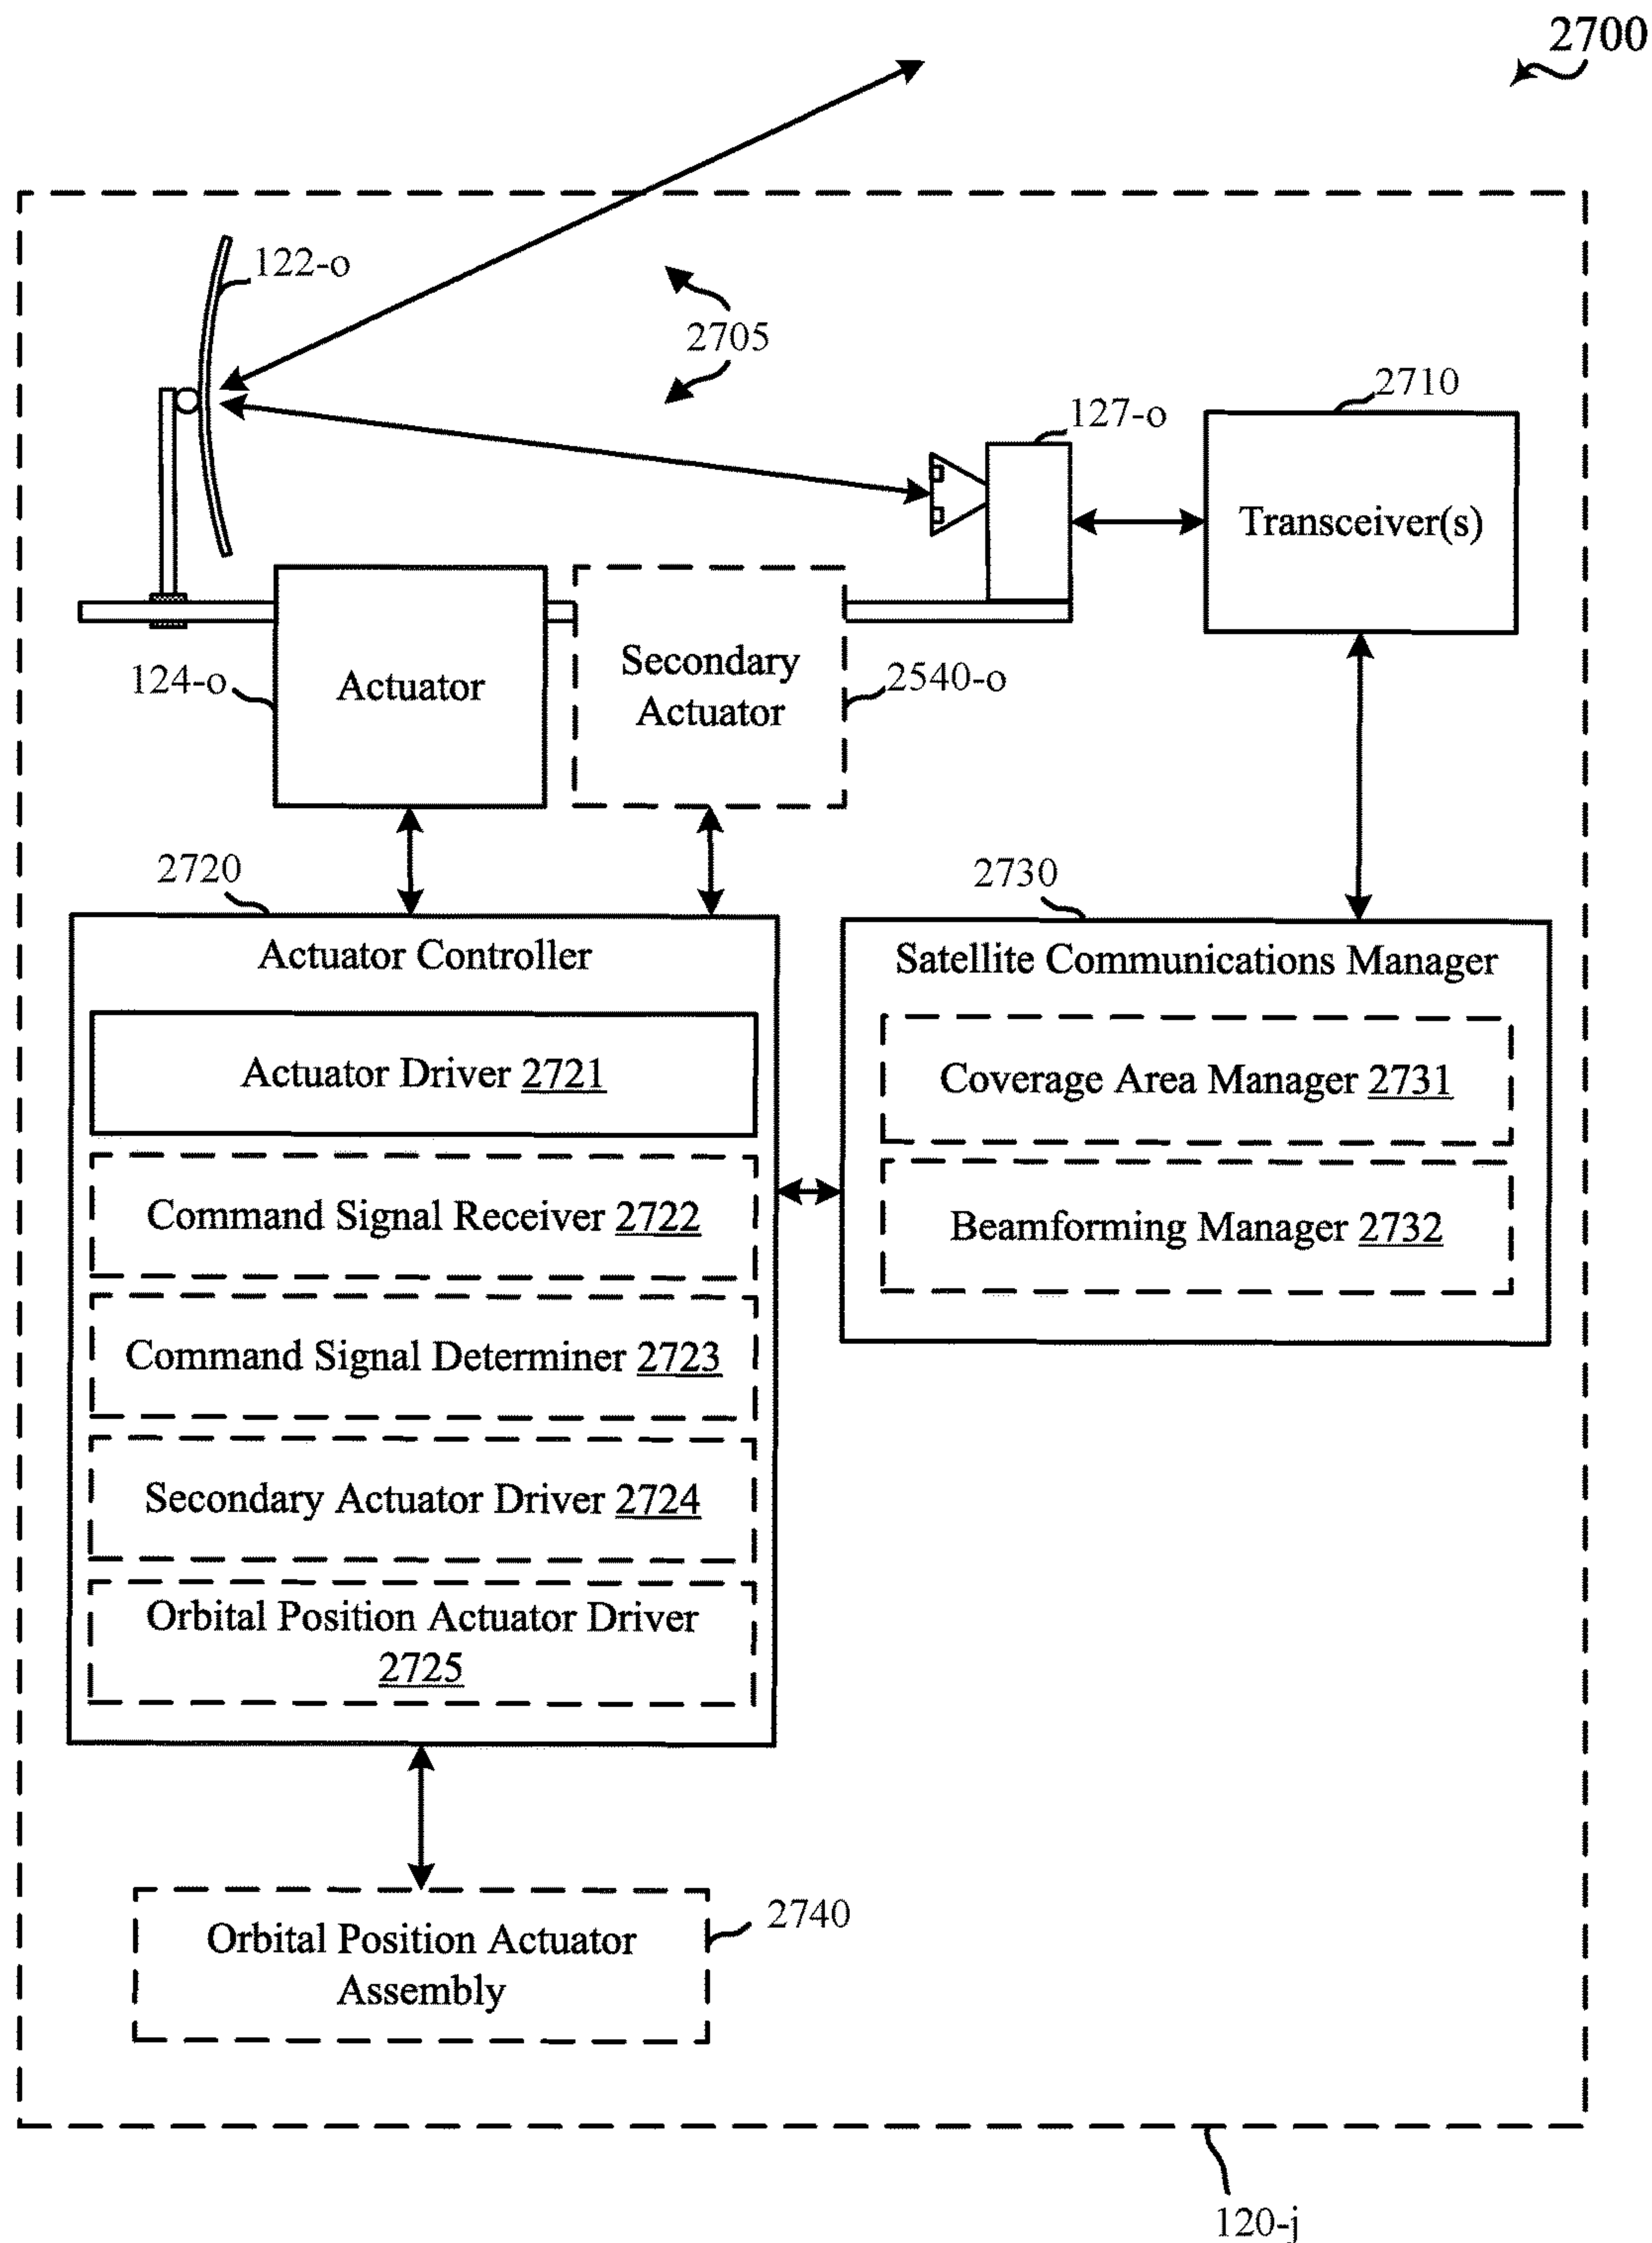 2700
122-o
2705
2710
127-o
Transceiver(s)
124-o
Actuator
Secondary
Actuator
2540-o
2720
2730
Actuator Controller
Actuator Driver 2721
Command Signal Receiver 2722
Command Signal Determiner 2723
Secondary Actuator Driver 2724
Orbital Position Actuator Driver
2725
Satellite Communications Manager
Coverage Area Manager 2731
Beamforming Manager 2732
Orbital Position Actuator
Assembly
2740
120-j